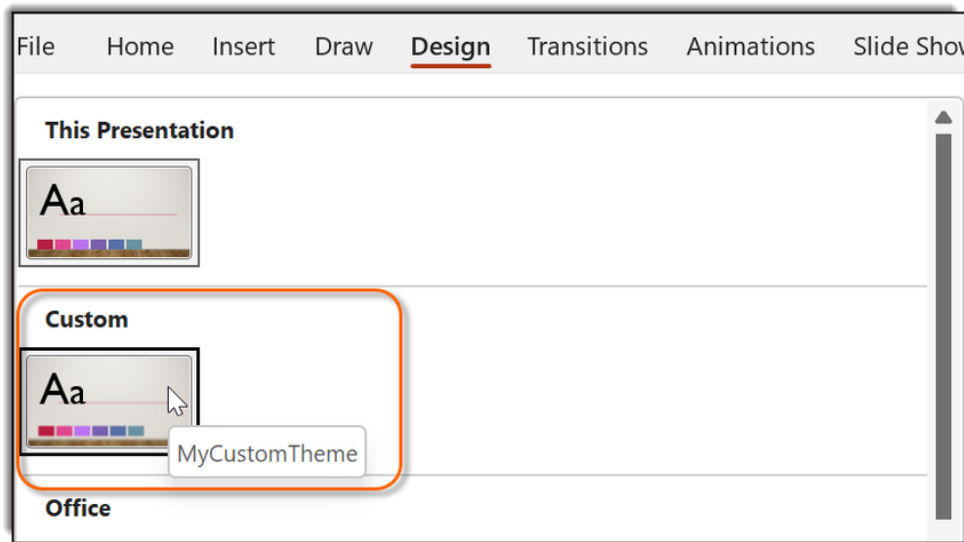 File Home Insert Draw Design Transitions Animations Slide Show
This Presentation
Aa
Custom
Aa
MyCustomTheme
Office